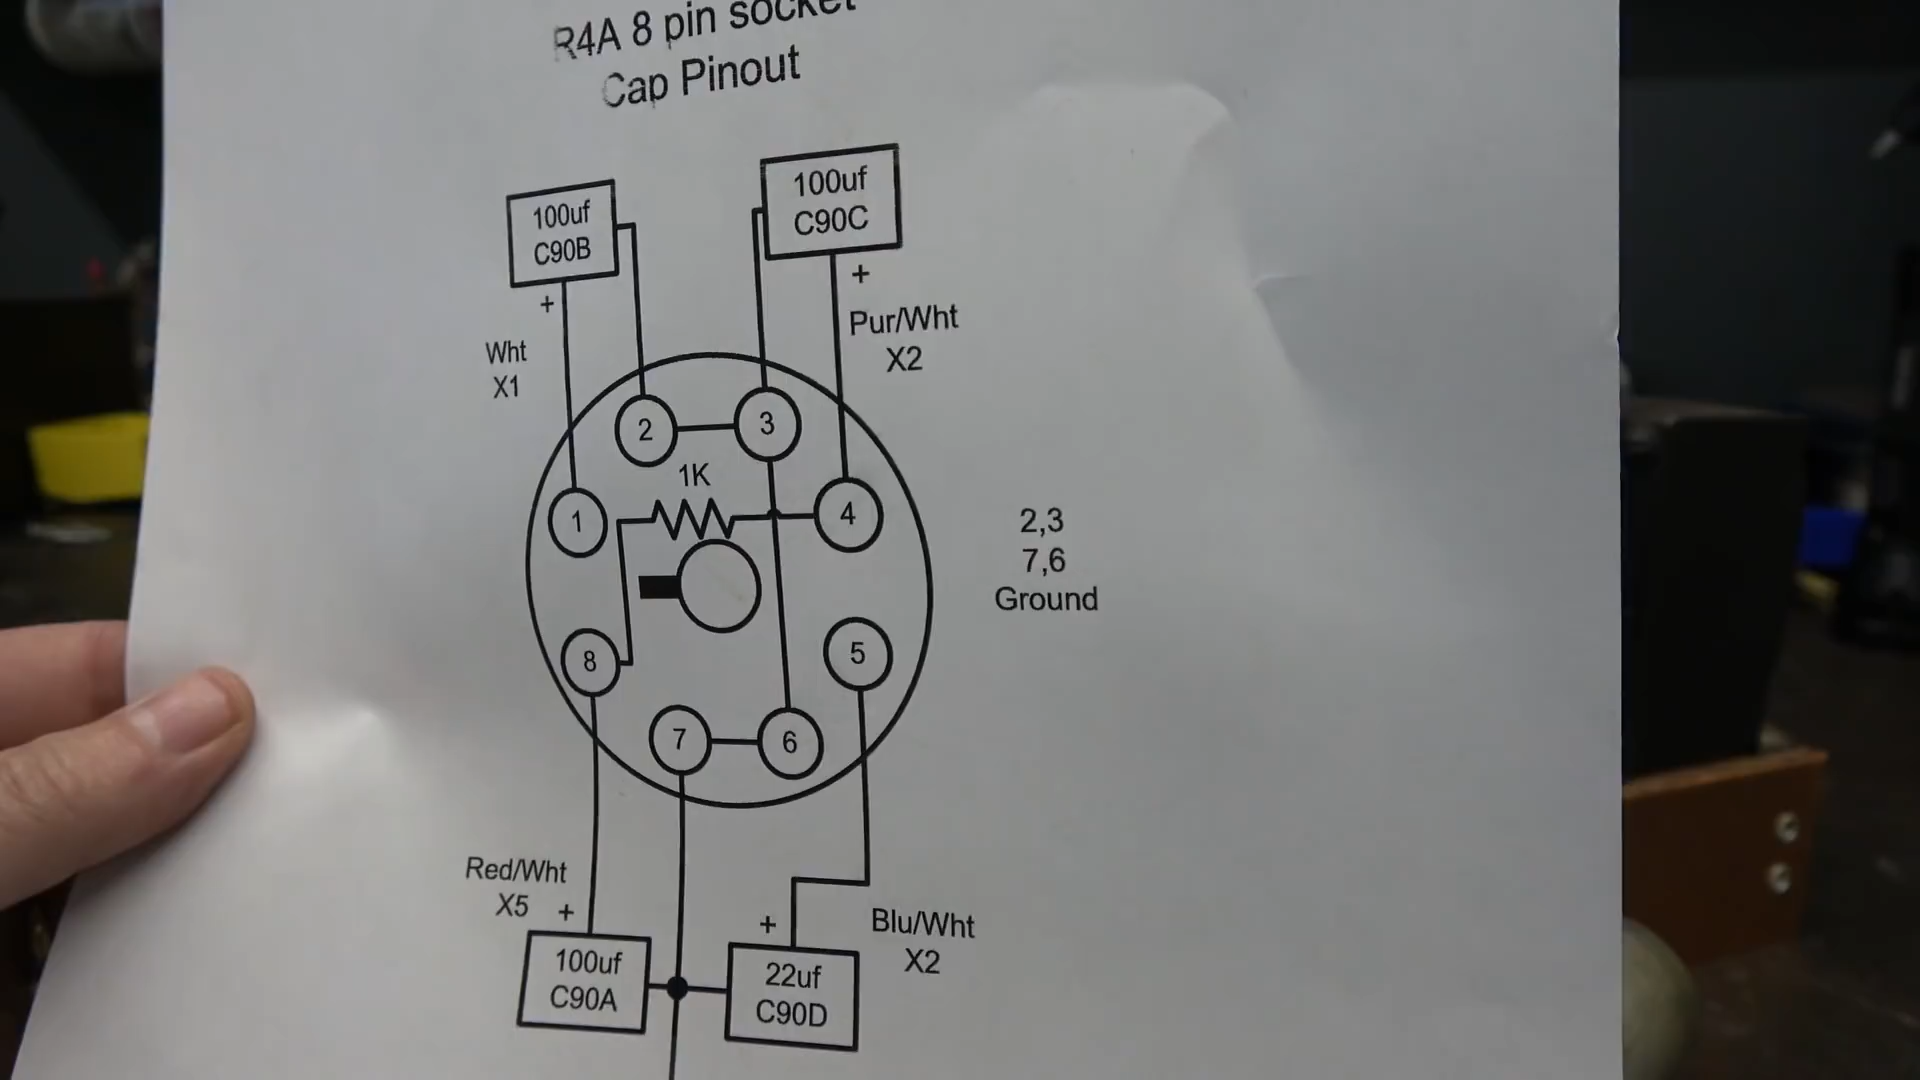 R4A 8 pin socket
Cap Pinout
100uf
C90B
100uf
C90C
+
+
Pur/Wht
X2
Wht
X1
2
3
1K
1
4
2,3
7,6
Ground
8
5
7
6
Red/Wht
X5 +
+
Blu/Wht
X2
100uf
C90A
22uf
C90D